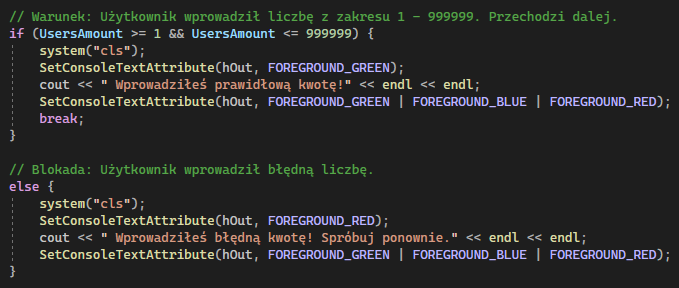 // Warunek: Użytkownik wprowadził liczbę z zakresu 1 - 999999. Przechodzi dalej.
if (UsersAmount >= 1 && UsersAmount <= 999999) {
    system("cls");
    SetConsoleTextAttribute(hOut, FOREGROUND_GREEN);
    cout << " Wprowadziłeś prawidłową kwotę!" << endl << endl;
    SetConsoleTextAttribute(hOut, FOREGROUND_GREEN | FOREGROUND_BLUE | FOREGROUND_RED);
    break;
}
// Blokada: Użytkownik wprowadził błędną liczbę.
else {
    system("cls");
    SetConsoleTextAttribute(hOut, FOREGROUND_RED);
    cout << " Wprowadziłeś błędną kwotę! Spróbuj ponownie." << endl << endl;
    SetConsoleTextAttribute(hOut, FOREGROUND_GREEN | FOREGROUND_BLUE | FOREGROUND_RED);
}